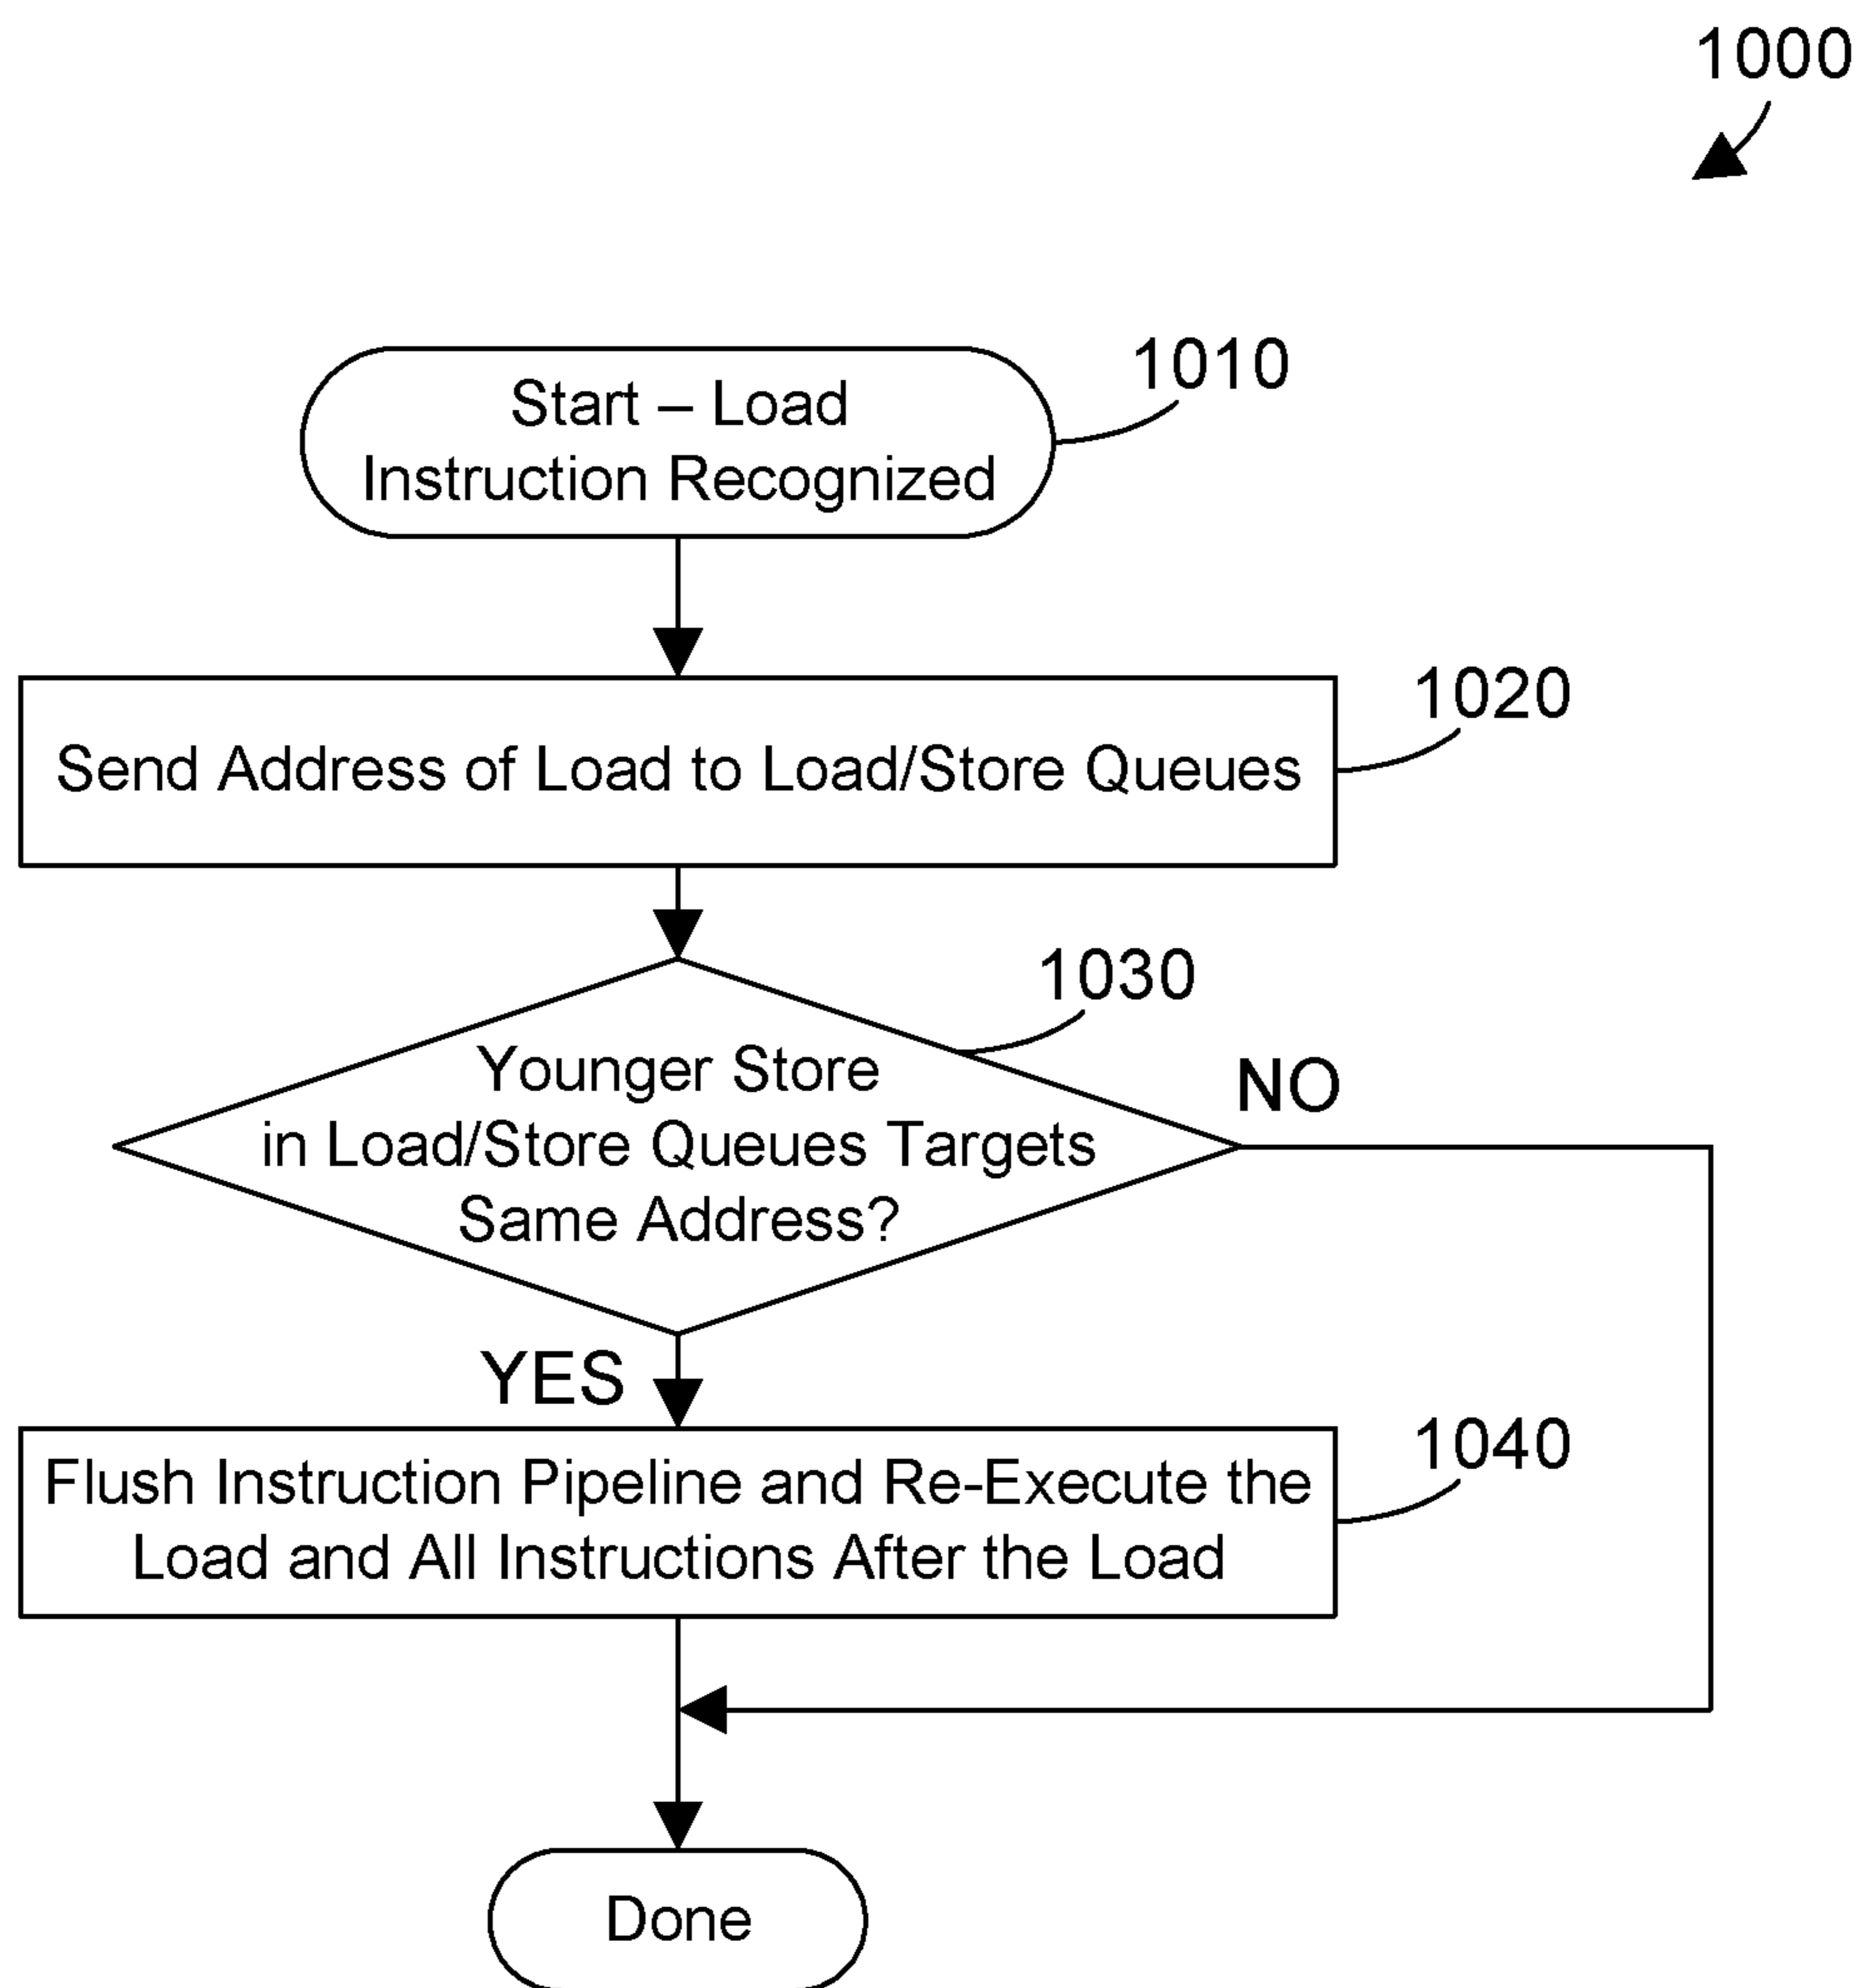 1000
Start – Load
Instruction Recognized
1010
Send Address of Load to Load/Store Queues
1020
1030
Younger Store
in Load/Store Queues Targets
Same Address?
NO
YES
Flush Instruction Pipeline and Re-Execute the
Load and All Instructions After the Load
1040
Done